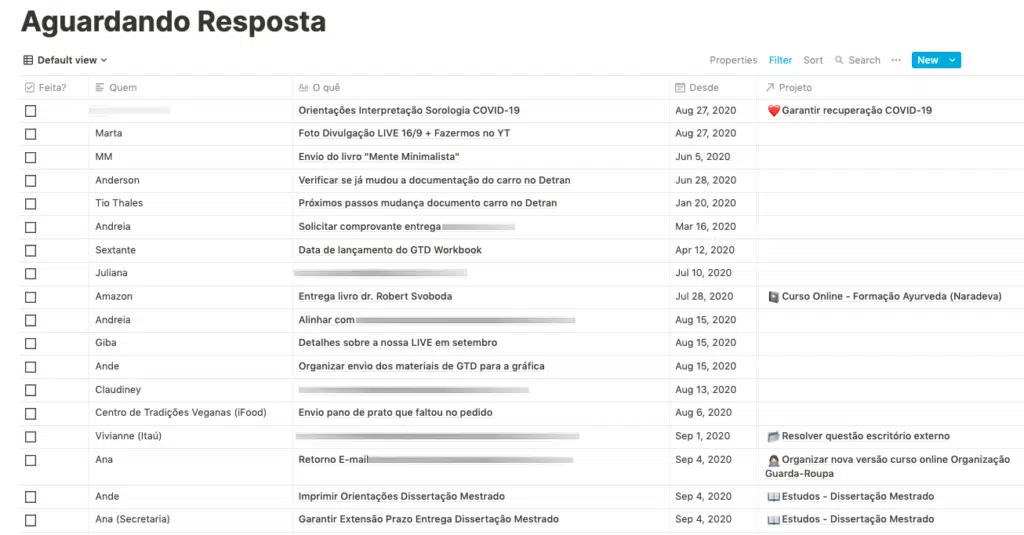 Aguardando Resposta
Default view
Properties Filter Sort Search ··· New
Feita? Quem O quê Desde Projeto
Orientações Interpretação Sorologia COVID-19 Aug 27, 2020 Garantir recuperação COVID-19
Marta Foto Divulgação LIVE 16/9 + Fazermos no YT Aug 27, 2020
MM Envio do livro "Mente Minimalista" Jun 5, 2020
Anderson Verificar se já mudou a documentação do carro no Detran Jun 28, 2020
Tio Thales Próximos passos mudança documento carro no Detran Jan 20, 2020
Andreia Solicitar comprovante entrega Mar 16, 2020
Sextante Data de lançamento do GTD Workbook Apr 12, 2020
Juliana Jul 10, 2020
Amazon Entrega livro dr. Robert Svoboda Jul 28, 2020 Curso Online - Formação Ayurveda (Naradeva)
Andreia Alinhar com Aug 15, 2020
Giba Detalhes sobre a nossa LIVE em setembro Aug 15, 2020
Ande Organizar envio dos materiais de GTD para a gráfica Aug 15, 2020
Claudiney Aug 13, 2020
Centro de Tradições Veganas (iFood) Envio pano de prato que faltou no pedido Aug 6, 2020
Vivianne (Itaú) Sep 1, 2020 Resolver questão escritório externo
Ana Retorno E-mail Sep 4, 2020 Organizar nova versão curso online Organização
Guarda-Roupa
Ande Imprimir Orientações Dissertação Mestrado Sep 4, 2020 Estudos - Dissertação Mestrado
Ana (Secretaria) Garantir Extensão Prazo Entrega Dissertação Mestrado Sep 4, 2020 Estudos - Dissertação Mestrado